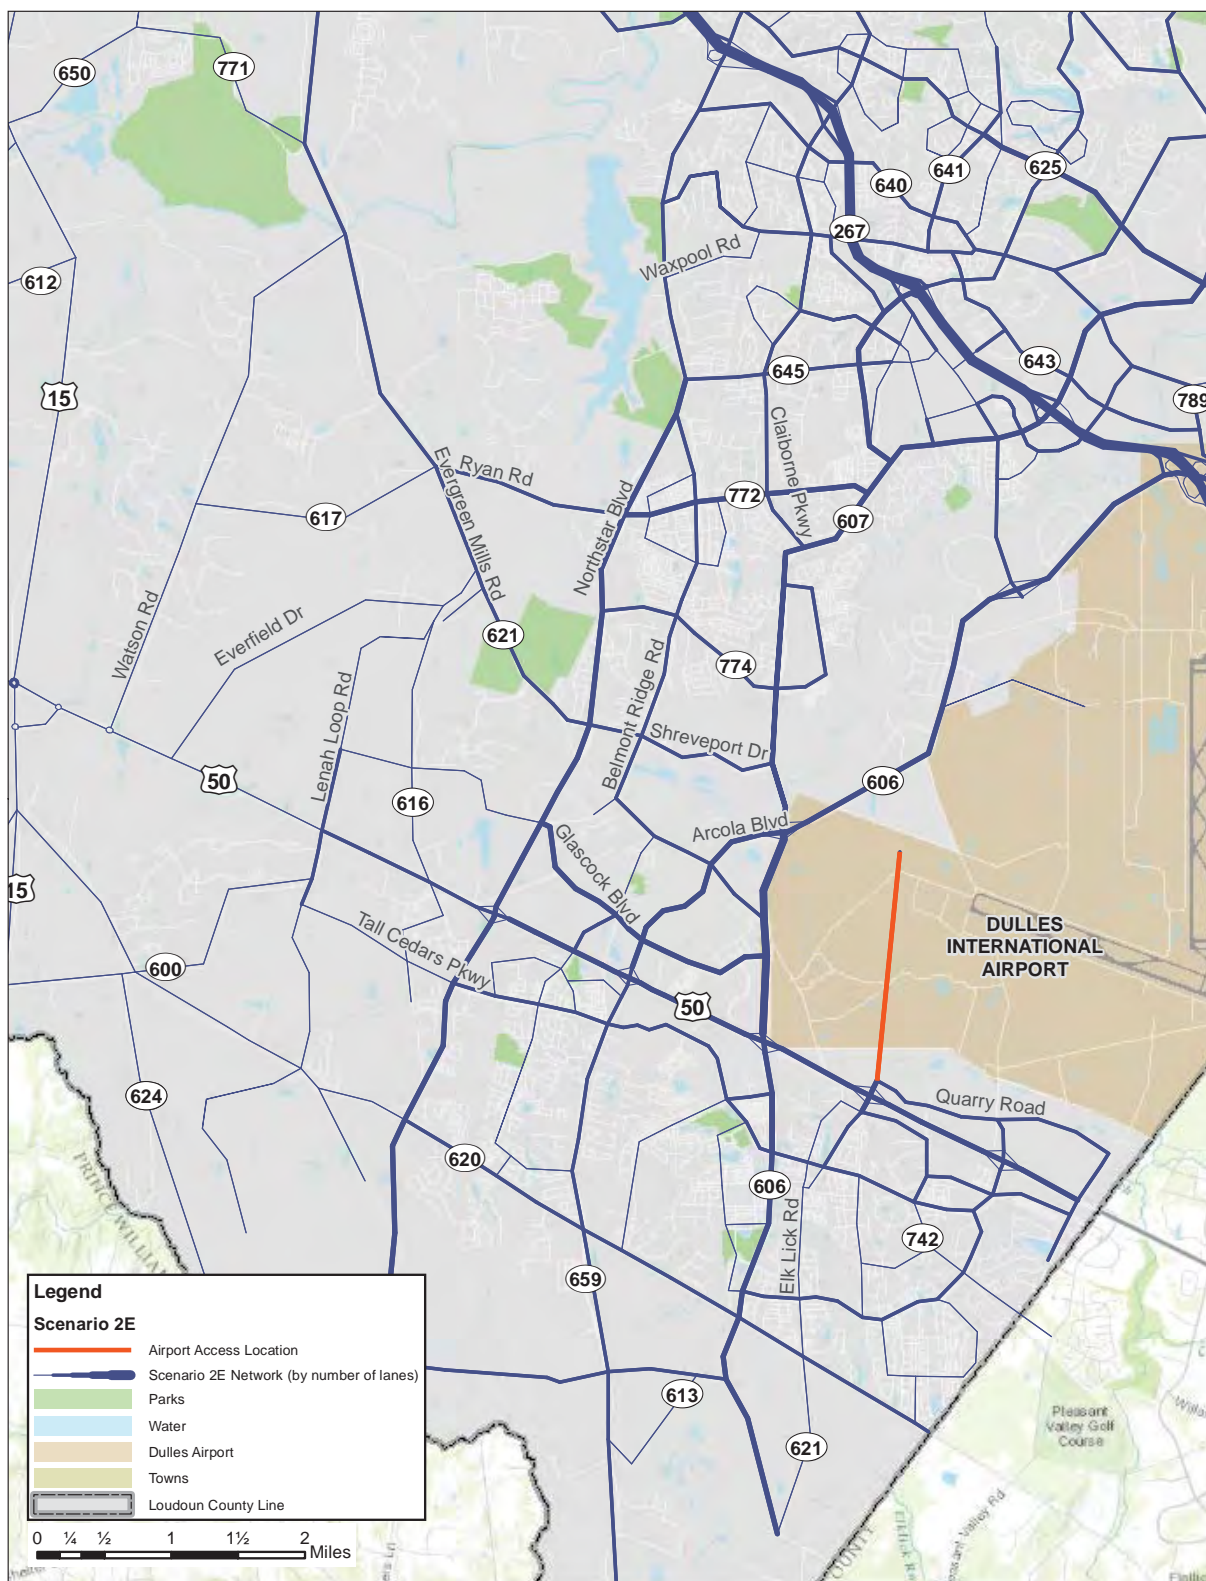 650
771
612
15
640
641
625
267
Waxpool Rd
645
643
789
Claiborne Pkwy
Evergreen Mills Rd
Ryan Rd
772
607
617
Northstar Blvd
Watson Rd
Everfield Dr
621
Belmont Ridge Rd
774
Lenah Loop Rd
Shreveport Dr
50
616
606
Arcola Blvd
15
Glascock Blvd
Tall Cedars Pkwy
DULLES
INTERNATIONAL
AIRPORT
600
50
624
Quarry Road
620
PRINCE WILLIAM
606
Elk Lick Rd
742
659
613
621
Pleasant
Valley Golf
Course
COUNTY
Legend
Scenario 2E
Airport Access Location
Scenario 2E Network (by number of lanes)
Parks
Water
Dulles Airport
Towns
Loudoun County Line
0 ¼ ½ 1 1½ 2
Miles